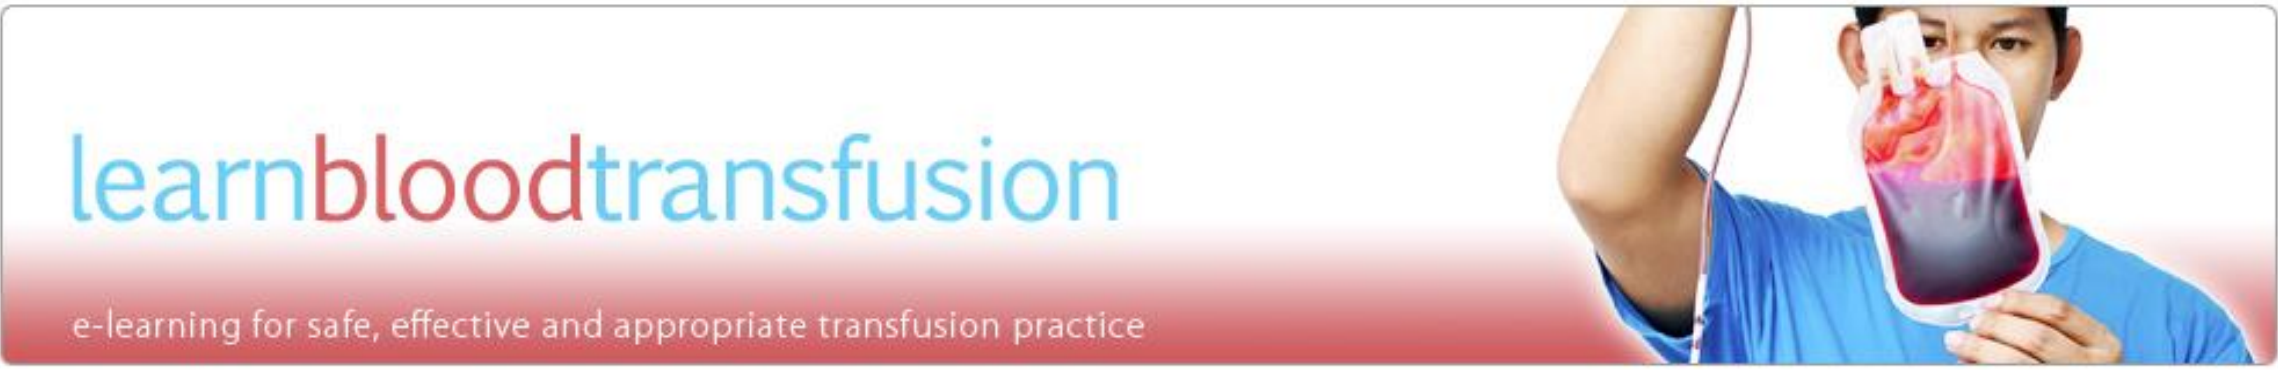 learnbloodtransfusion
e-learning for safe, effective and appropriate transfusion practice